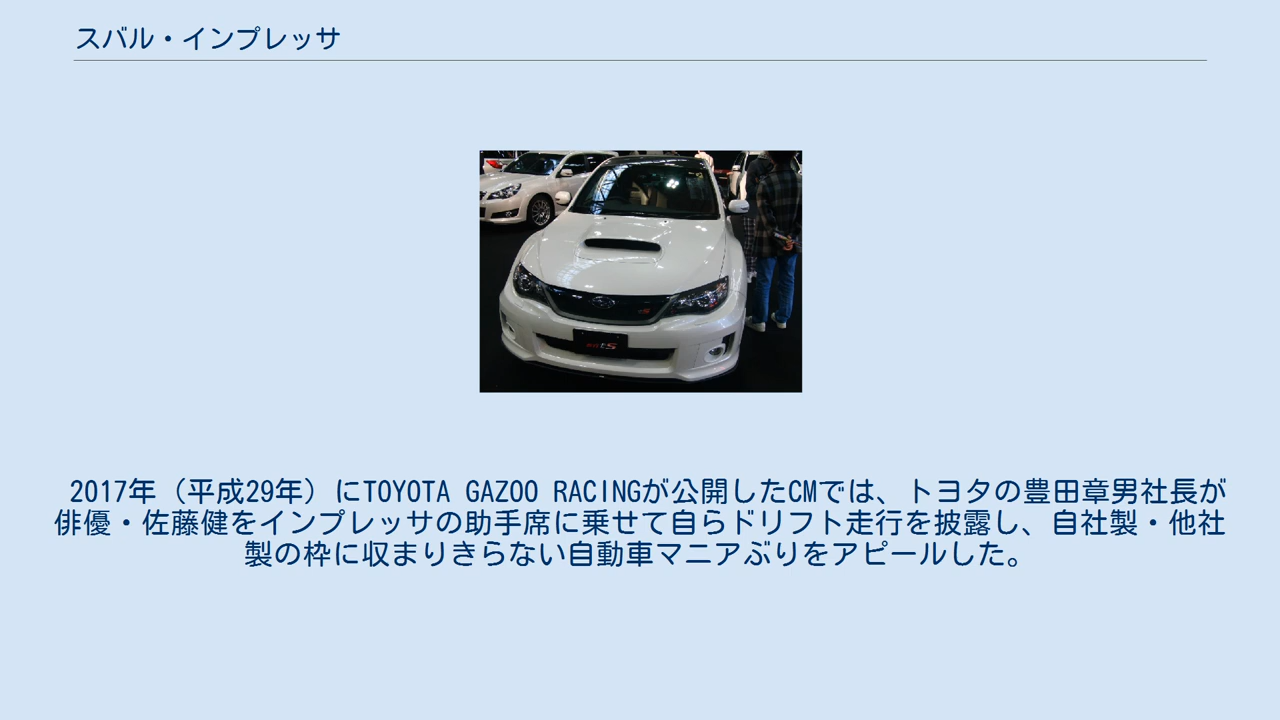 スバル・インプレッサ
tS
2017年（平成29年）にTOYOTA GAZOO RACINGが公開したCMでは、トヨタの豊田章男社長が
俳優・佐藤健をインプレッサの助手席に乗せて自らドリフト走行を披露し、自社製・他社
製の枠に収まりきらない自動車マニアぶりをアピールした。